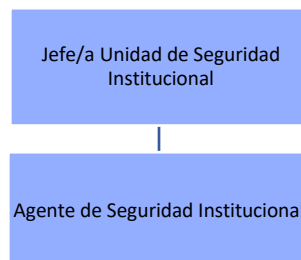 Jefe/a Unidad de Seguridad
Institucional
Agente de Seguridad Instituciona